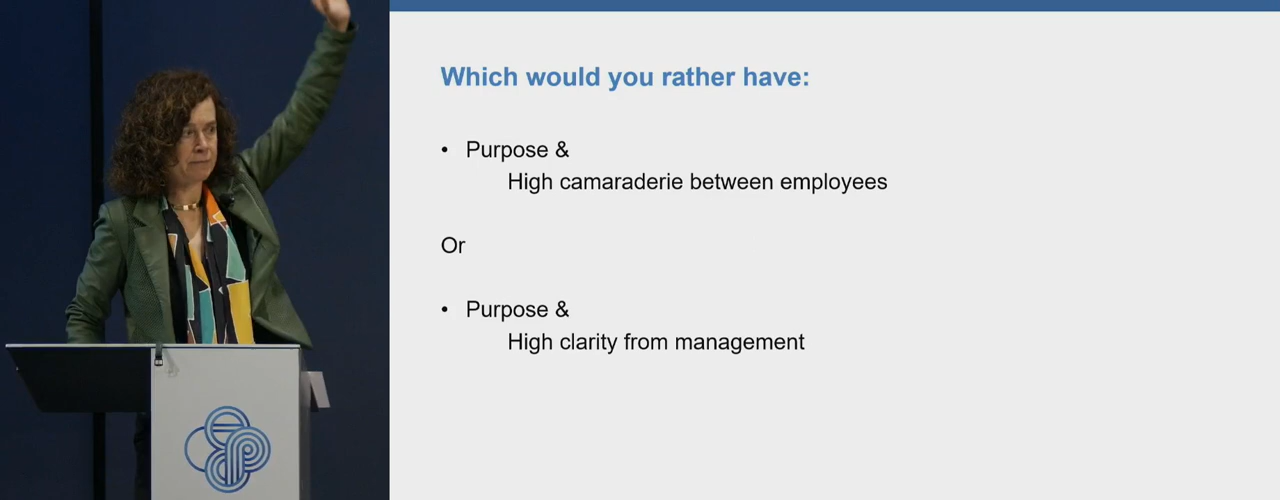 Which would you rather have:
• Purpose &
High camaraderie between employees
Or
• Purpose &
High clarity from management